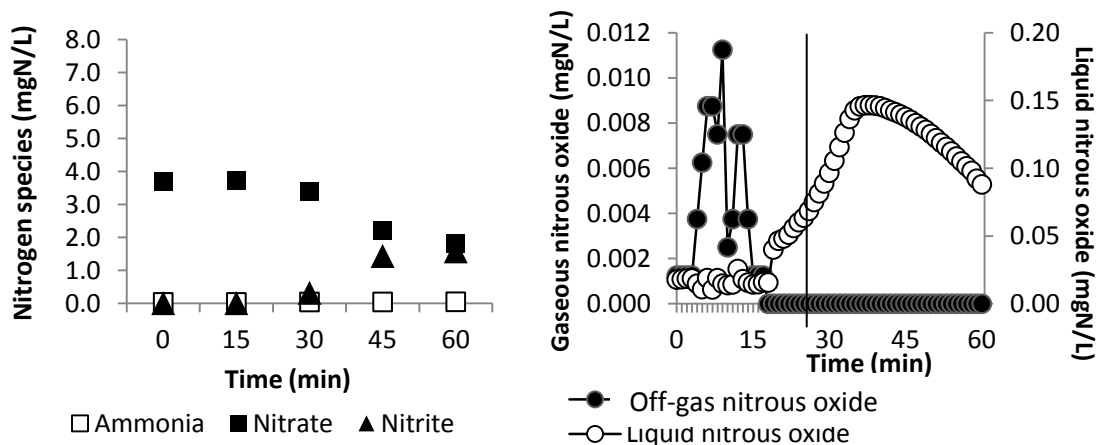 Nitrogen species (mgN/L)
8.0
7.0
6.0
5.0
4.0
3.0
2.0
1.0
0.0
0 15 30 45 60
Time (min)
Ammonia Nitrate Nitrite
Gaseous nitrous oxide (mgN/L)
0.012
0.010
0.008
0.006
0.004
0.002
0.000
0.20
0.15
0.10
0.05
0.00
Liquid nitrous oxide (mgN/L)
0 15 30 45 60
Time (min)
Off-gas nitrous oxide
Liquid nitrous oxide